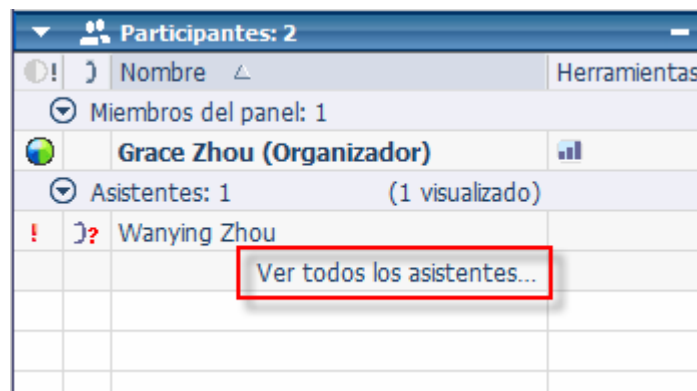 Participantes: 2
Nombre Herramientas
Miembros del panel: 1
Grace Zhou (Organizador)
Asistentes: 1 (1 visualizado)
Wanying Zhou
Ver todos los asistentes...